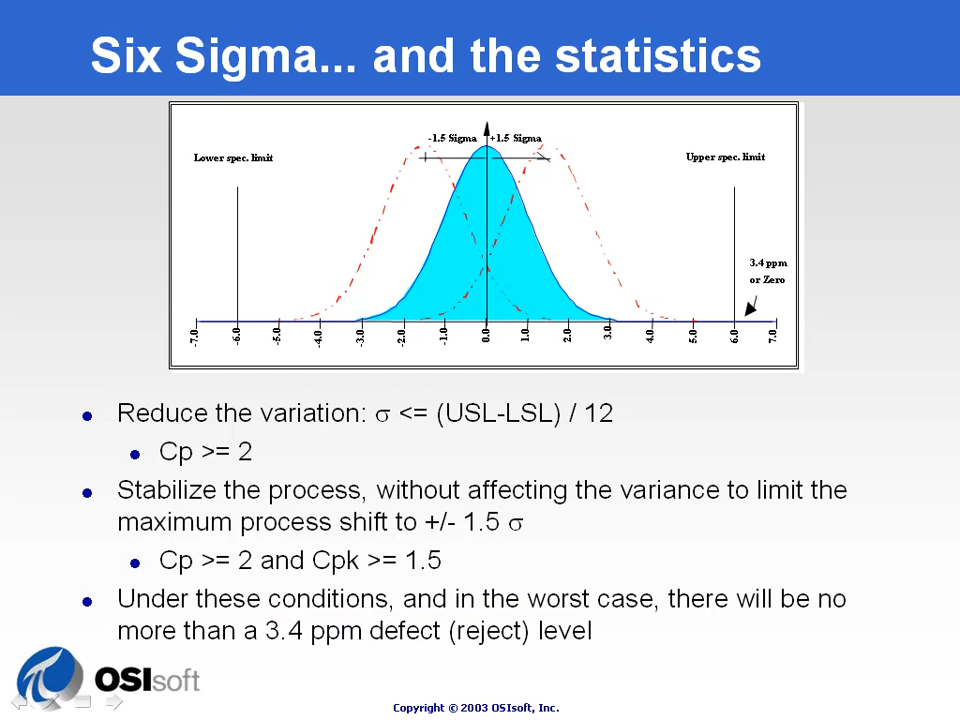 Six Sigma... and the statistics
-1.5 Sigma
+1.5 Sigma
Lower spec. limit
Upper spec. limit
3.4 ppm
or Zero
-7.0
-6.0
-5.0
-4.0
-3.0
-2.0
-1.0
0.0
1.0
2.0
3.0
4.0
5.0
6.0
7.0
Reduce the variation: σ <= (USL-LSL) / 12
Cp >= 2
Stabilize the process, without affecting the variance to limit the
maximum process shift to +/- 1.5 σ
Cp >= 2 and Cpk >= 1.5
Under these conditions, and in the worst case, there will be no
more than a 3.4 ppm defect (reject) level
OSIsoft
Copyright © 2003 OSIsoft, Inc.